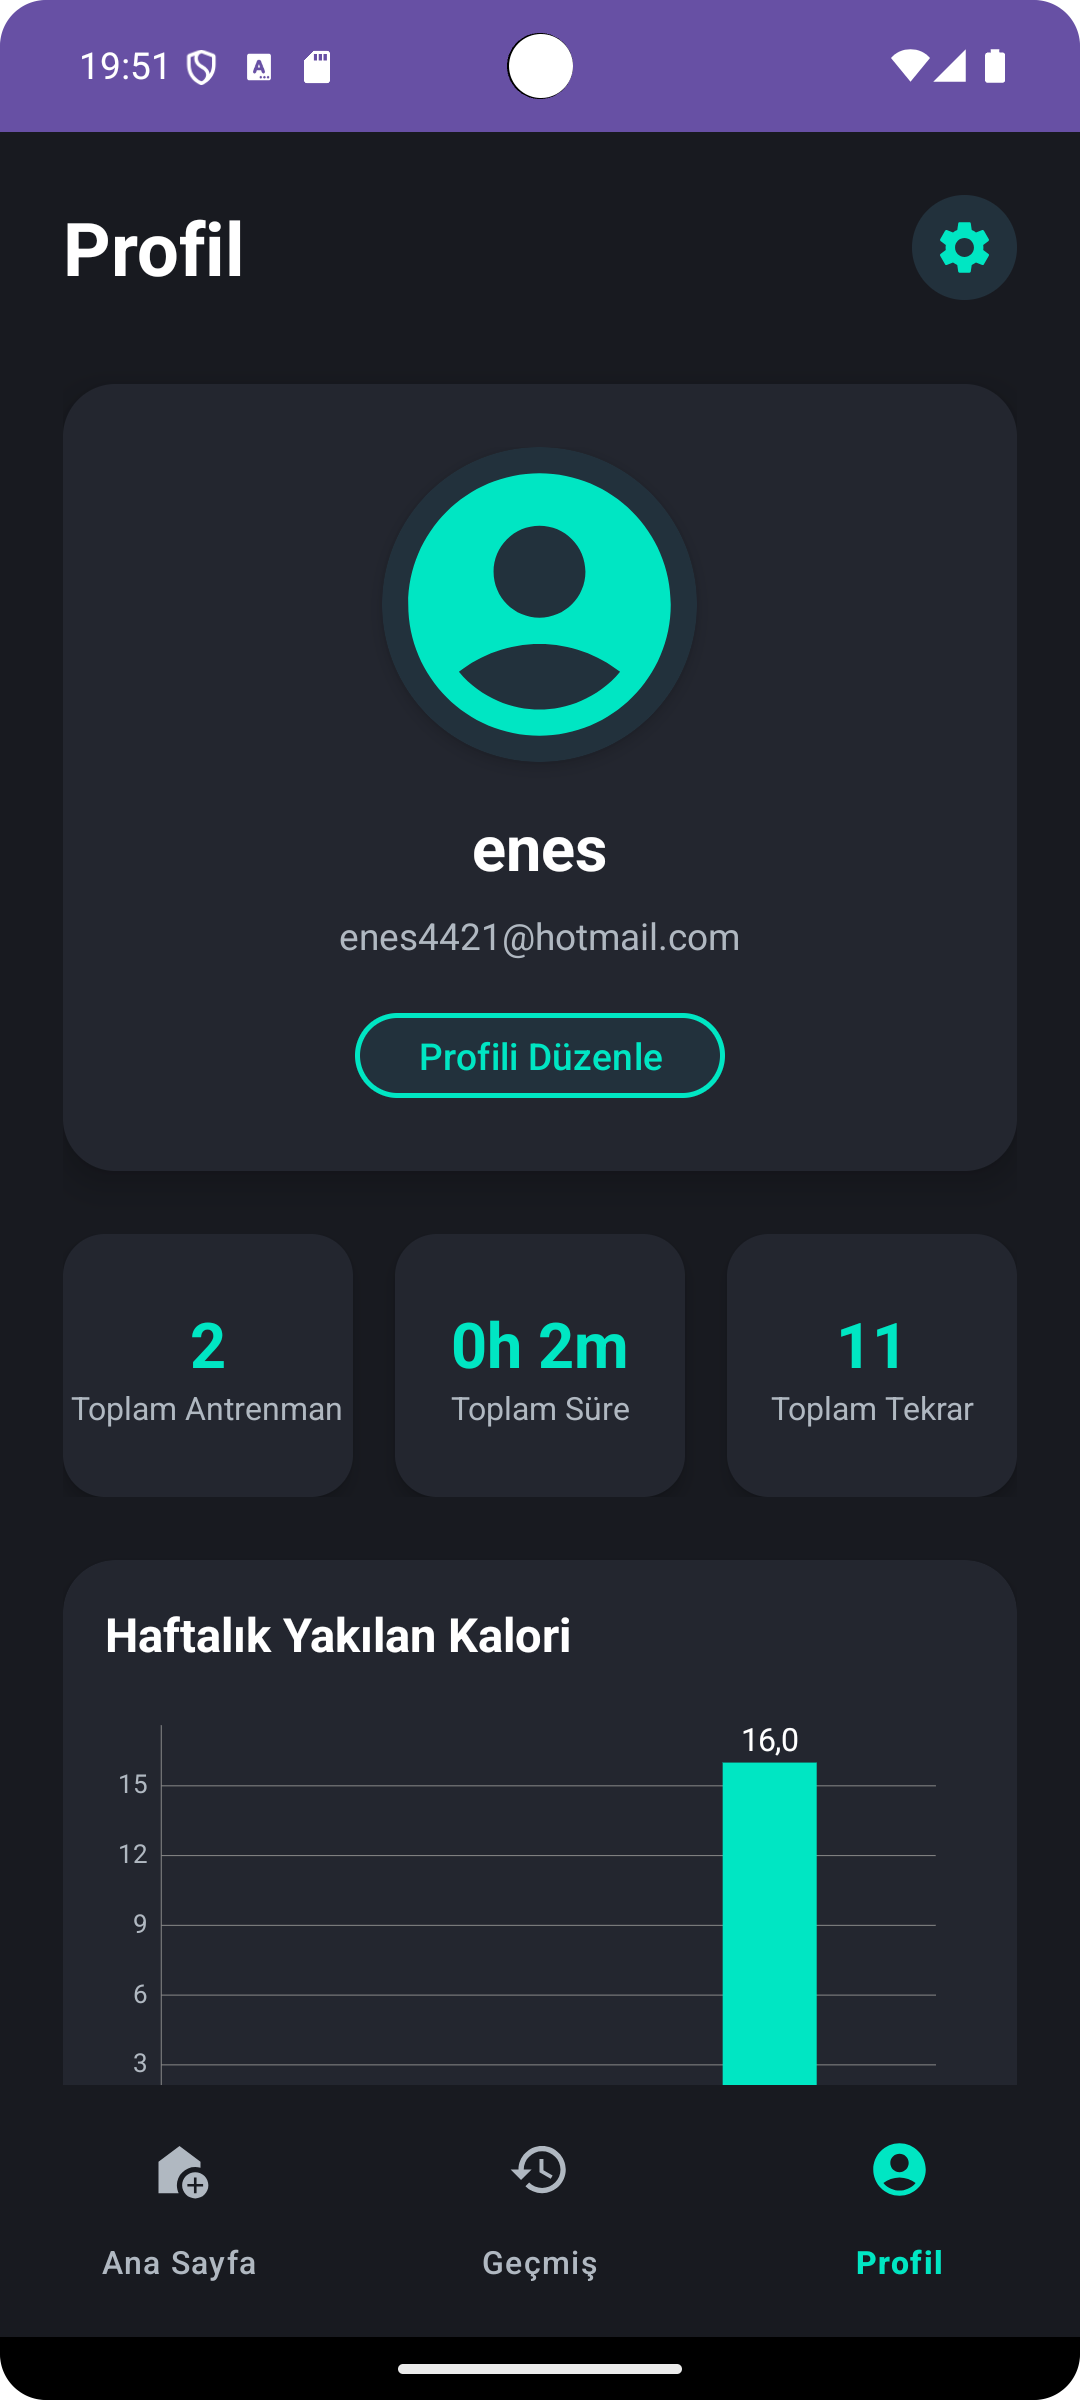 19:51
Profil
enes
enes4421@hotmail.com
Profili Düzenle
2
Toplam Antrenman
0h 2m
Toplam Süre
11
Toplam Tekrar
Haftalık Yakılan Kalori
16,0
15
12
9
6
3
Ana Sayfa
Geçmiş
Profil